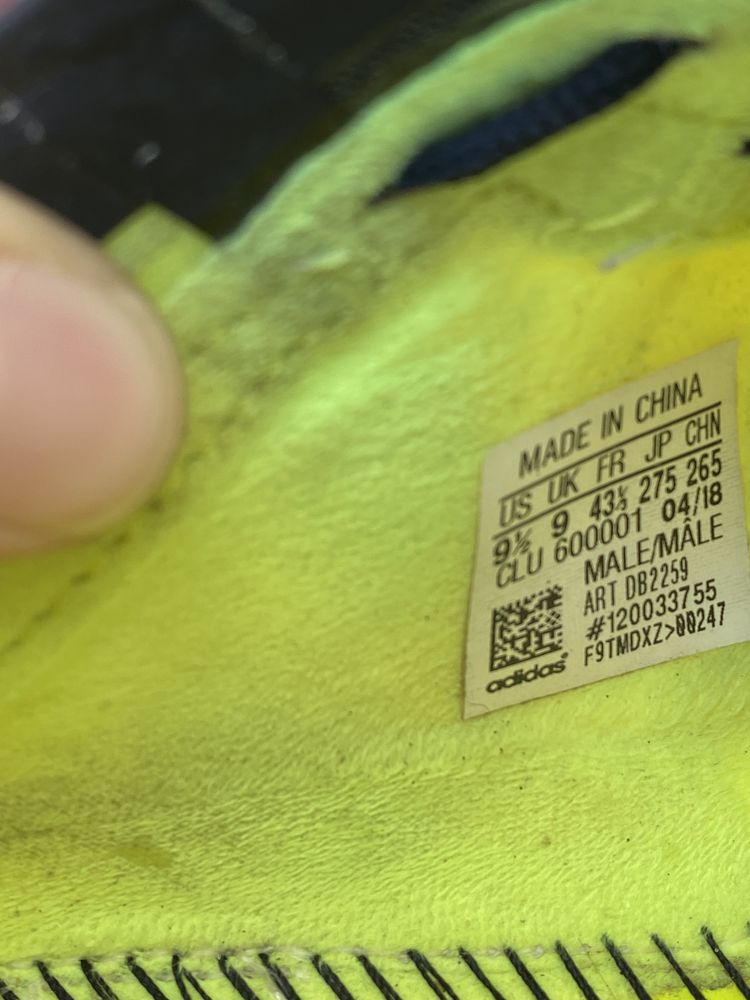 MADE IN CHINA
US UK FR JP CHN
9½ 9 43⅓ 275 265
CLU 600001 04/18
MALE/MÂLE
ART DB2259
#120033755
F9TMDXZ>00247
adidas®